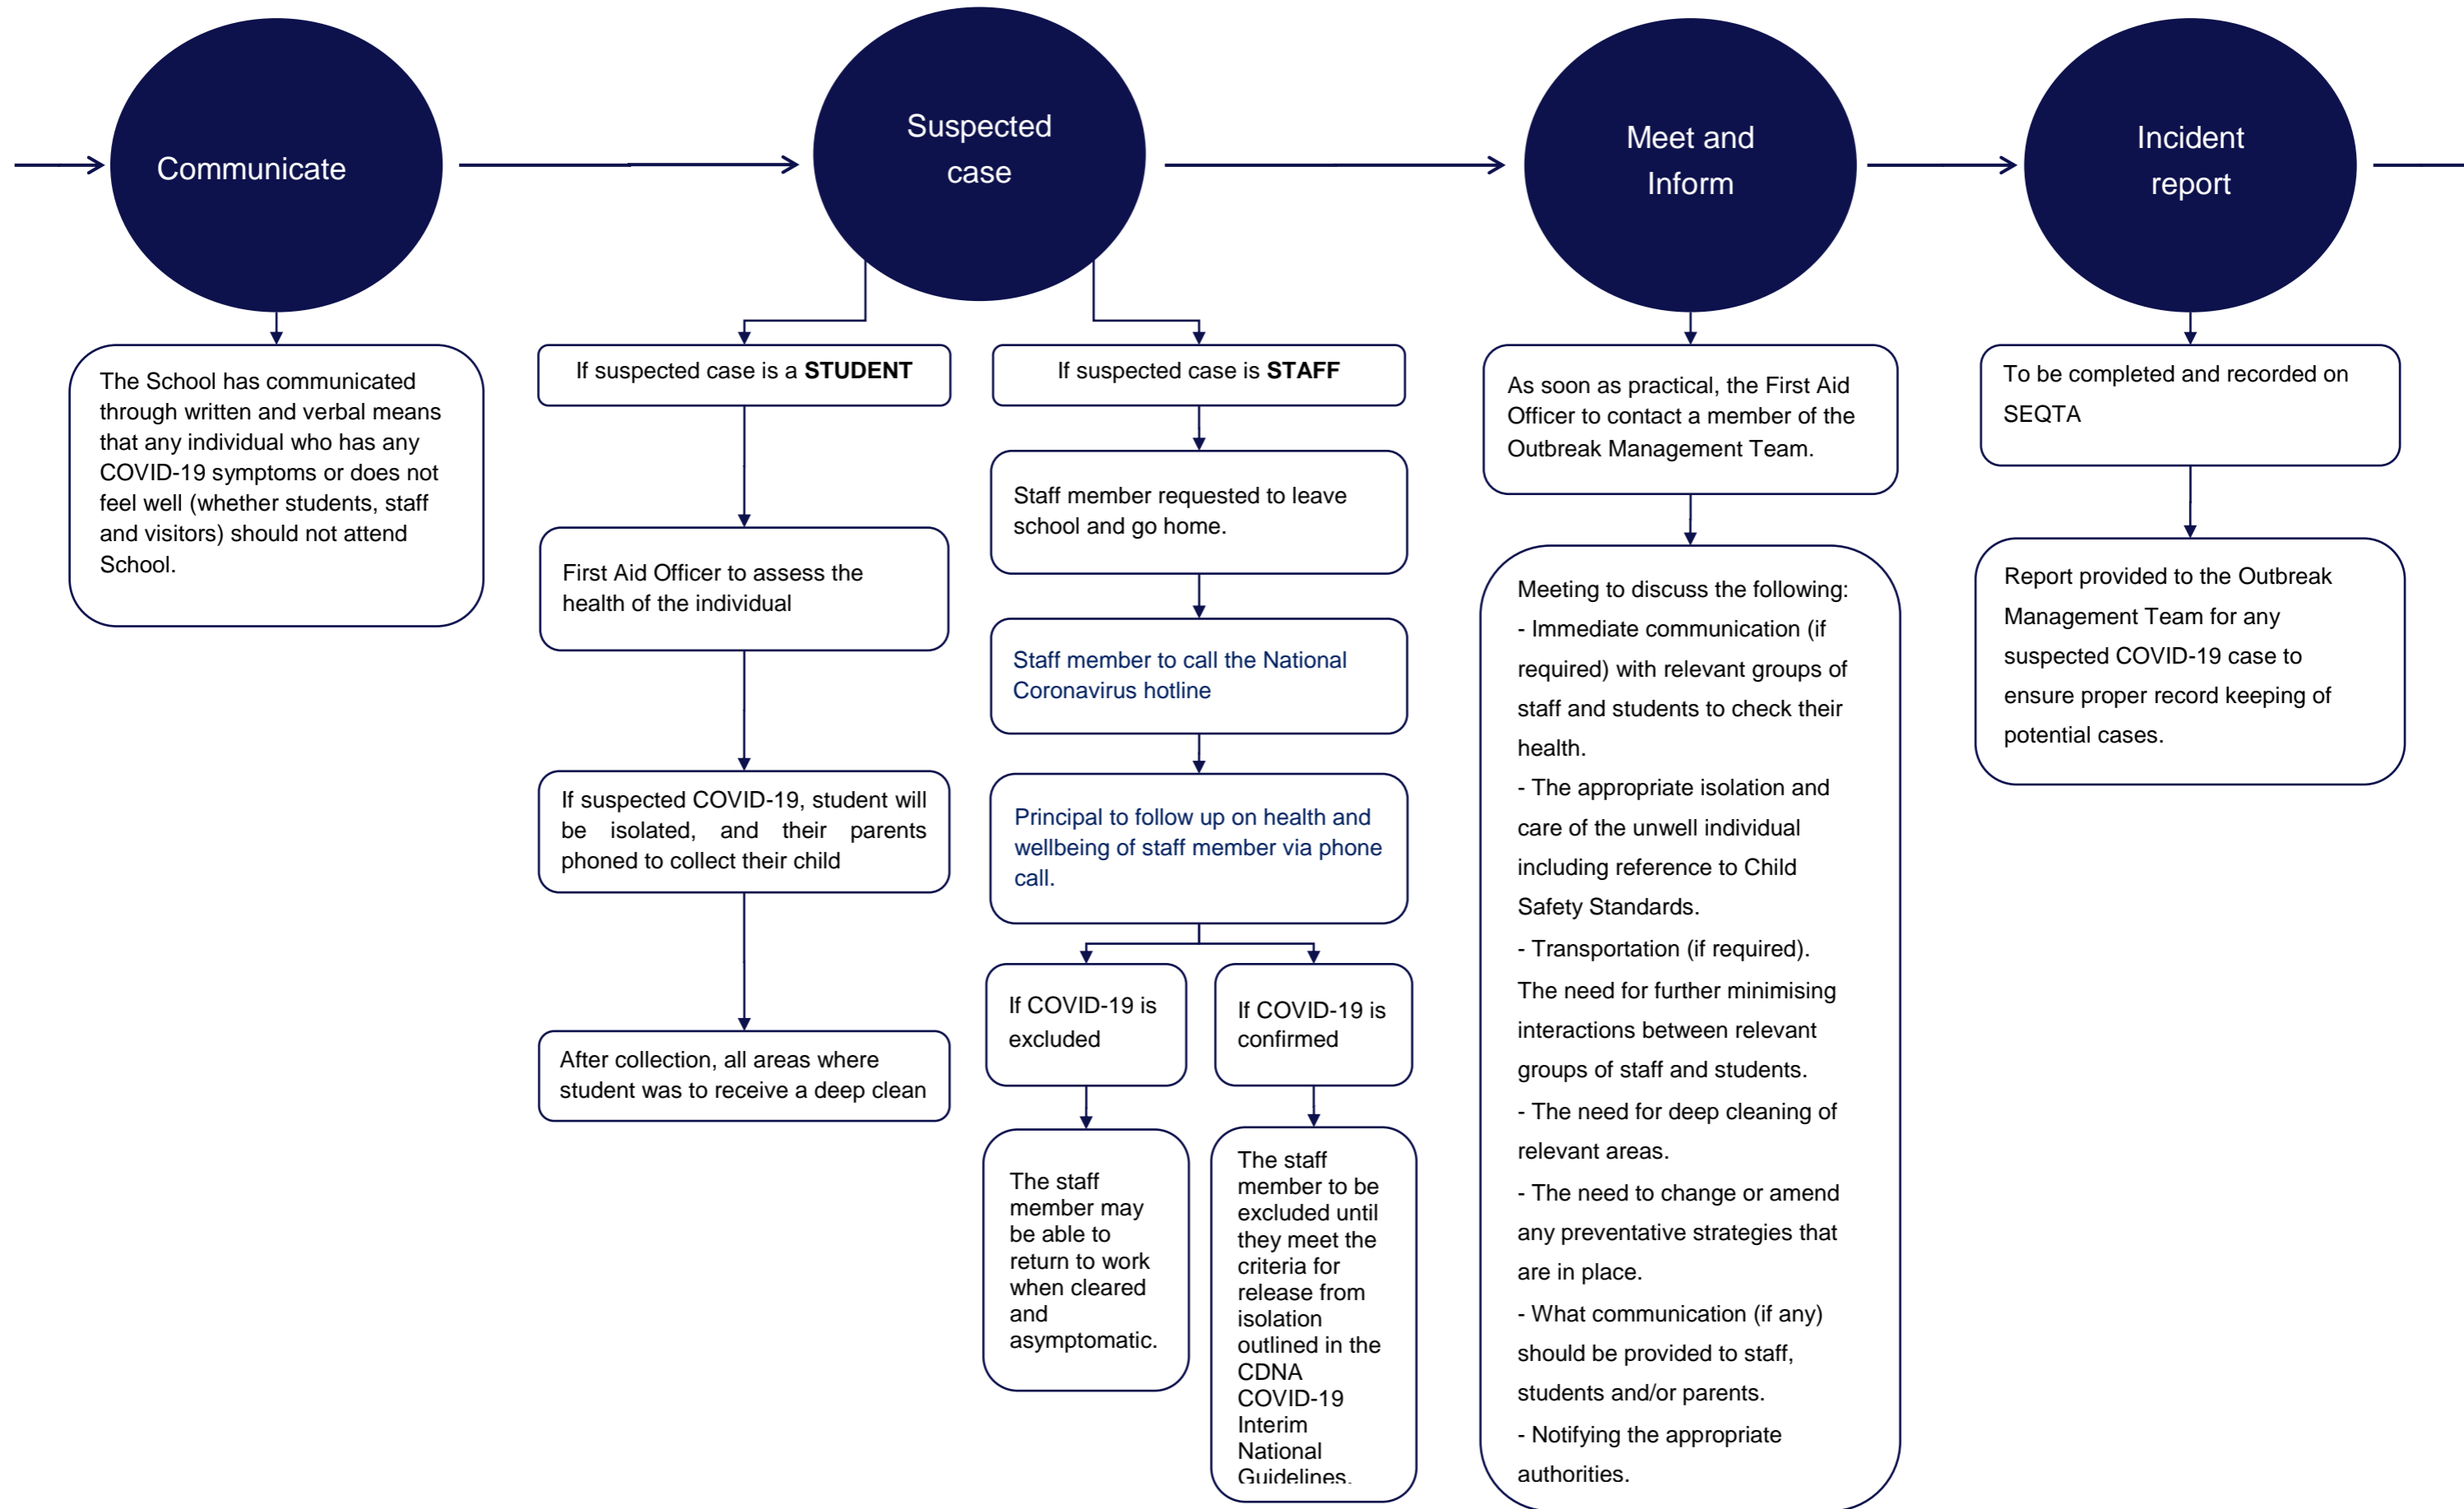 Communicate
Suspected
case
Meet and
Inform
Incident
report
The School has communicated
through written and verbal means
that any individual who has any
COVID-19 symptoms or does not
feel well (whether students, staff
and visitors) should not attend
School.
If suspected case is a STUDENT
First Aid Officer to assess the
health of the individual
If suspected COVID-19, student will
be isolated, and their parents
phoned to collect their child
After collection, all areas where
student was to receive a deep clean
If suspected case is STAFF
Staff member requested to leave
school and go home.
Staff member to call the National
Coronavirus hotline
Principal to follow up on health and
wellbeing of staff member via phone
call.
If COVID-19 is
excluded
The staff
member may
be able to
return to work
when cleared
and
asymptomatic.
If COVID-19 is
confirmed
The staff
member to be
excluded until
they meet the
criteria for
release from
isolation
outlined in the
CDNA
COVID-19
Interim
National
Guidelines.
As soon as practical, the First Aid
Officer to contact a member of the
Outbreak Management Team.
Meeting to discuss the following:
- Immediate communication (if
required) with relevant groups of
staff and students to check their
health.
- The appropriate isolation and
care of the unwell individual
including reference to Child
Safety Standards.
- Transportation (if required).
The need for further minimising
interactions between relevant
groups of staff and students.
- The need for deep cleaning of
relevant areas.
- The need to change or amend
any preventative strategies that
are in place.
- What communication (if any)
should be provided to staff,
students and/or parents.
- Notifying the appropriate
authorities.
To be completed and recorded on
SEQTA
Report provided to the Outbreak
Management Team for any
suspected COVID-19 case to
ensure proper record keeping of
potential cases.